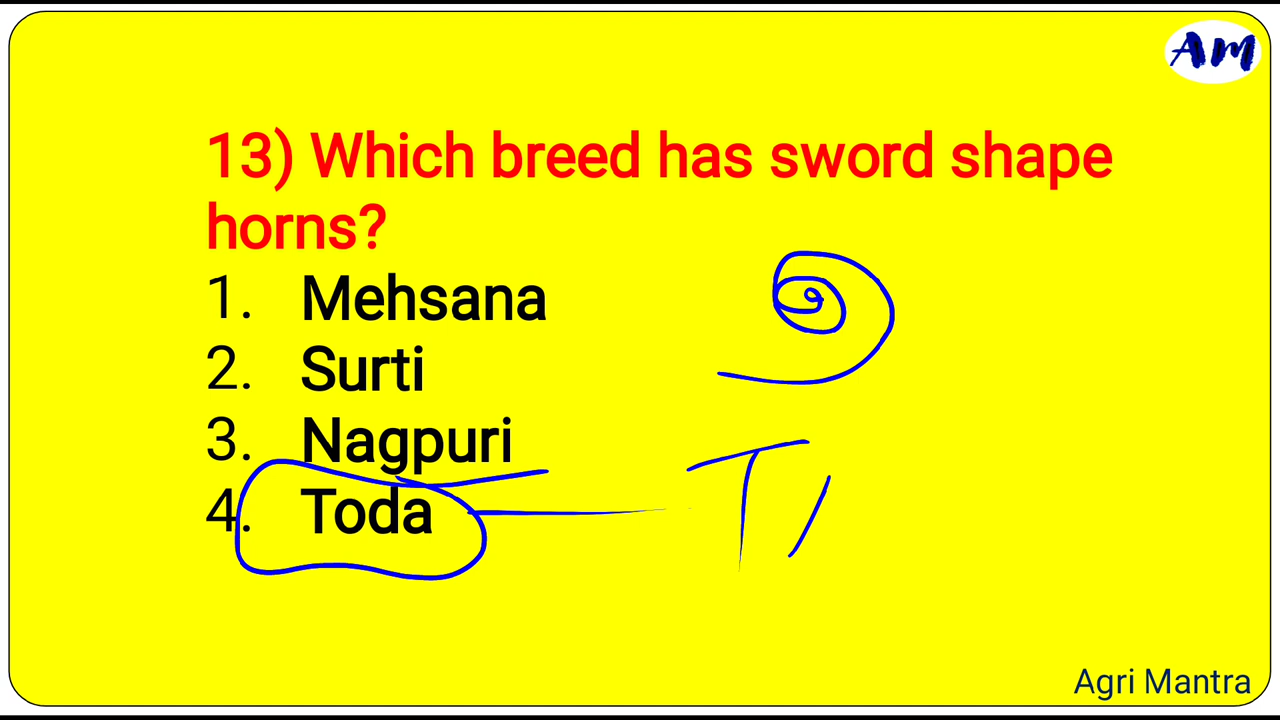 AM
13) Which breed has sword shape
horns?
1. Mehsana
2. Surti
3. Nagpuri
4. Toda
T
Agri Mantra